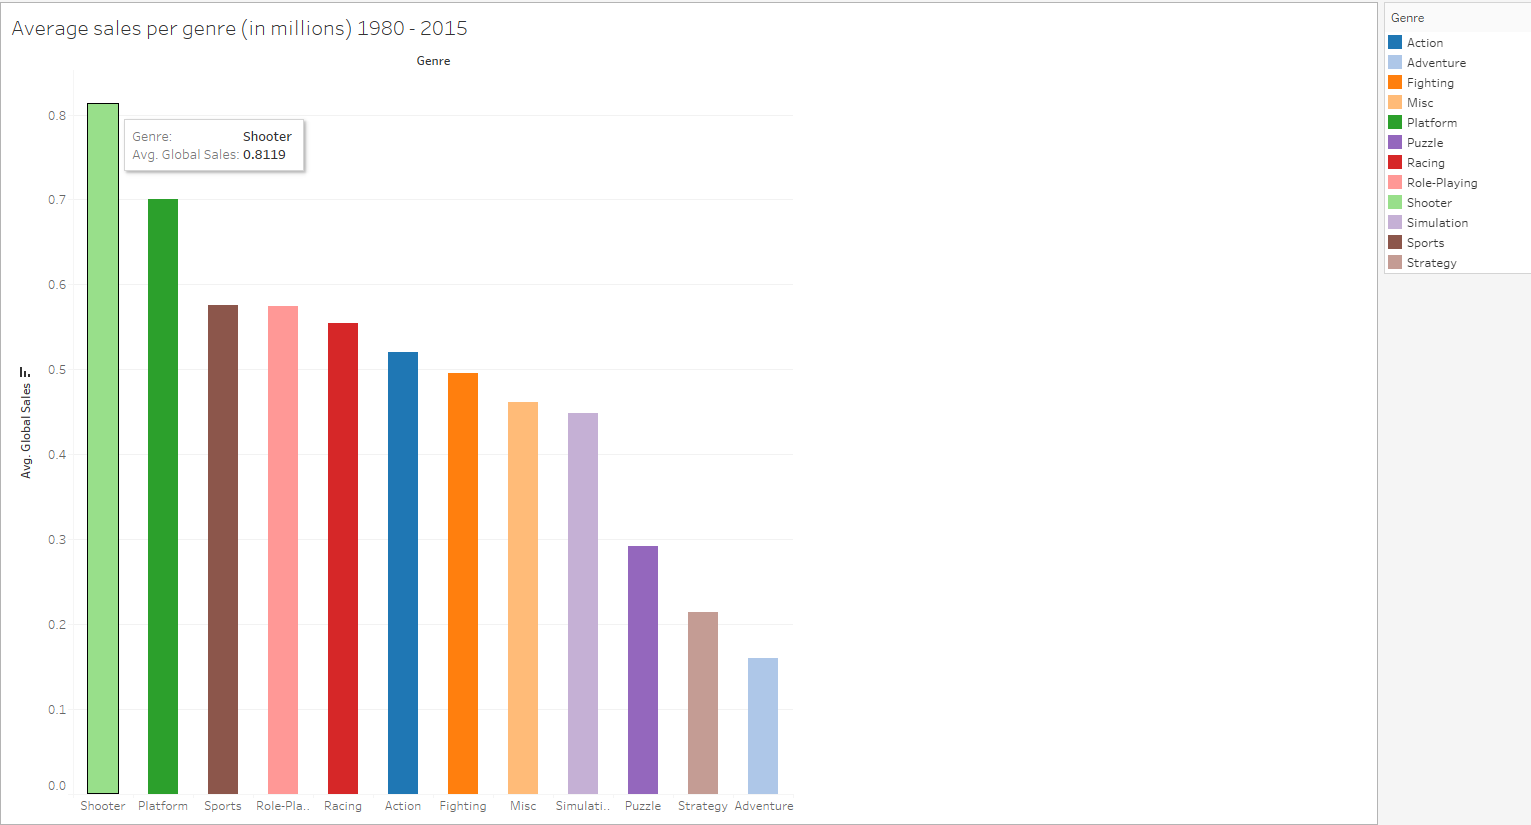 Average sales per genre (in millions) 1980 - 2015
Genre
Avg. Global Sales
0.8
0.7
0.6
0.5
0.4
0.3
0.2
0.1
0.0
Genre: Shooter
Avg. Global Sales: 0.8119
Shooter Platform Sports Role-Pla.. Racing Action Fighting Misc Simulati.. Puzzle Strategy Adventure
Genre
Action
Adventure
Fighting
Misc
Platform
Puzzle
Racing
Role-Playing
Shooter
Simulation
Sports
Strategy